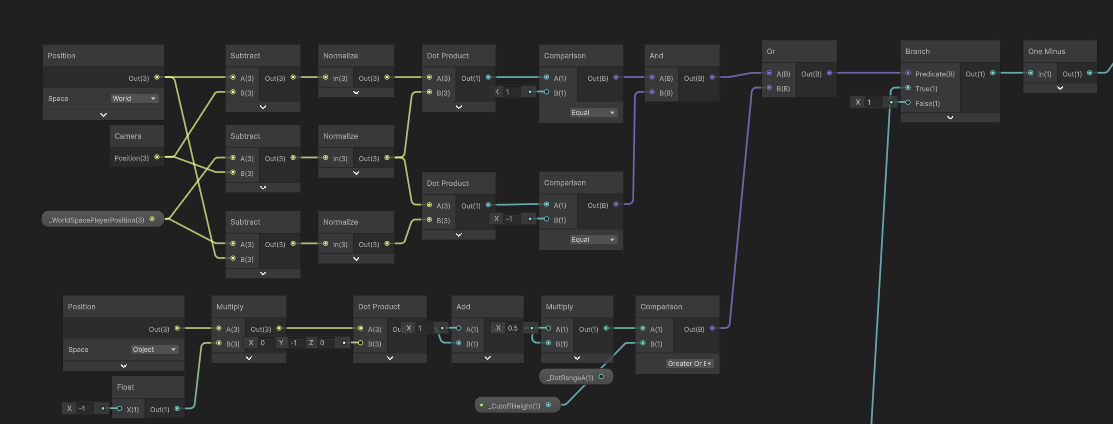 Position
Out(3)
Space
World
Camera
Position(3)
_WorldSpacePlayerPosition(3)
Subtract
A(3)
Out(3)
B(3)
Normalize
In(3)
Out(3)
Dot Product
A(3)
Out(1)
B(3)
X 1
Comparison
A(1)
Out(B)
B(1)
Equal
And
A(B)
Out(B)
B(B)
Or
A(B)
Out(B)
B(B)
Branch
Predicate(B)
Out(1)
True(1)
X 1
False(1)
One Minus
In(1)
Out(1)
Subtract
A(3)
Out(3)
B(3)
Normalize
In(3)
Out(3)
Dot Product
A(3)
Out(1)
B(3)
X -1
Comparison
A(1)
Out(B)
B(1)
Equal
Subtract
A(3)
Out(3)
B(3)
Normalize
In(3)
Out(3)
Position
Out(3)
Space
Object
Float
X -1
X(1)
Out(1)
Multiply
A(3)
Out(3)
B(3)
X 0 Y -1 Z 0
Dot Product
A(3)
B(3)
X 1
Add
A(1)
B(1)
X 0.5
Multiply
A(1)
Out(1)
B(1)
_DotRangeA(1)
_CutoffHeight(1)
Comparison
A(1)
Out(B)
B(1)
Greater Or